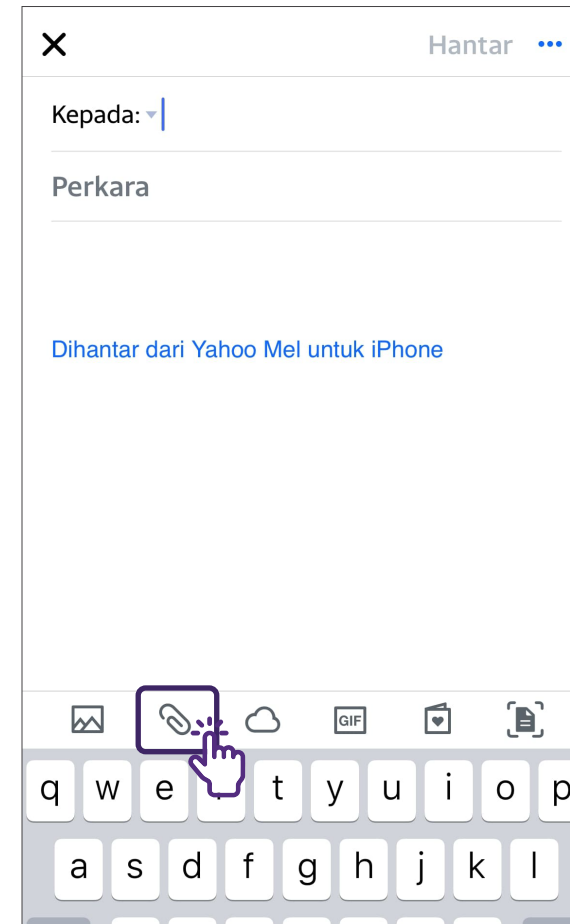 Hantar
Kepada:
Perkara
Dihantar dari Yahoo Mel untuk iPhone
GIF
q w e t y u i o p
a s d f g h j k l